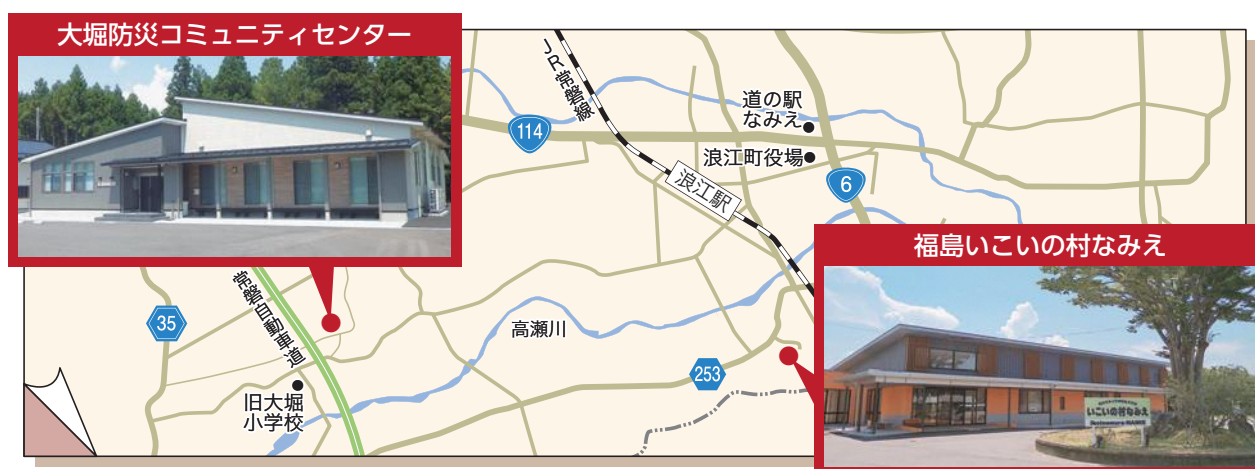 大堀防災コミュニティセンター
JR常磐線
114
道の駅
なみえ
浪江町役場
6
浪江駅
福島いこいの村なみえ
35
常磐自動車道
高瀬川
253
旧大堀
小学校
いこいの村なみえ
Ikoinomura-NAMIE